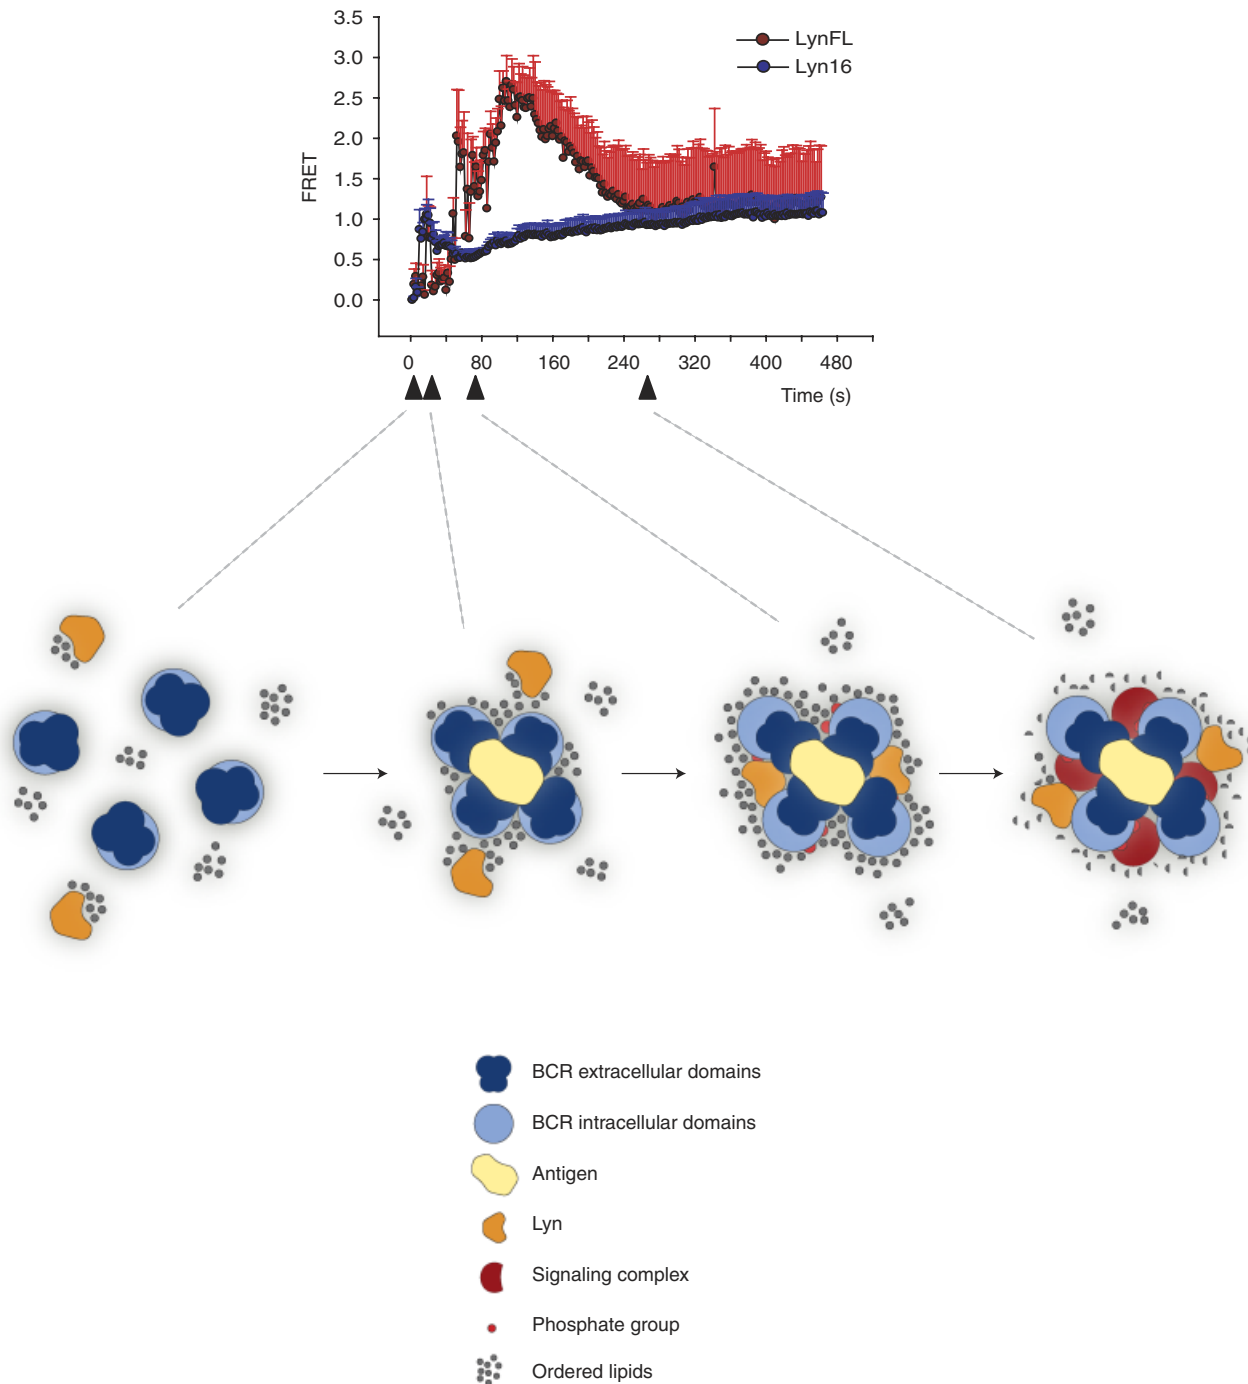 3.5
3.0
2.5
2.0
1.5
1.0
0.5
0.0
FRET
LynFL
Lyn16
0 80 160 240 320 400 480
Time (s)
BCR extracellular domains
BCR intracellular domains
Antigen
Lyn
Signaling complex
Phosphate group
Ordered lipids